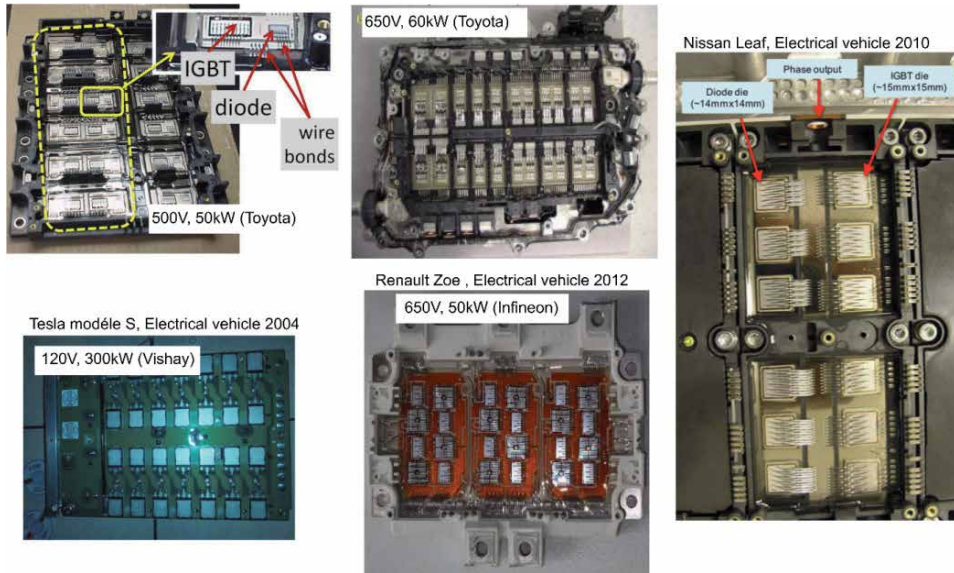 IGBT
diode
wire
bonds
500V, 50kW (Toyota)
650V, 60kW (Toyota)
Nissan Leaf, Electrical vehicle 2010
Phase output
Diode die
(~14mmx14mm)
IGBT die
(~15mmx15mm)
Tesla modéle S, Electrical vehicle 2004
120V, 300kW (Vishay)
Renault Zoe , Electrical vehicle 2012
650V, 50kW (Infineon)